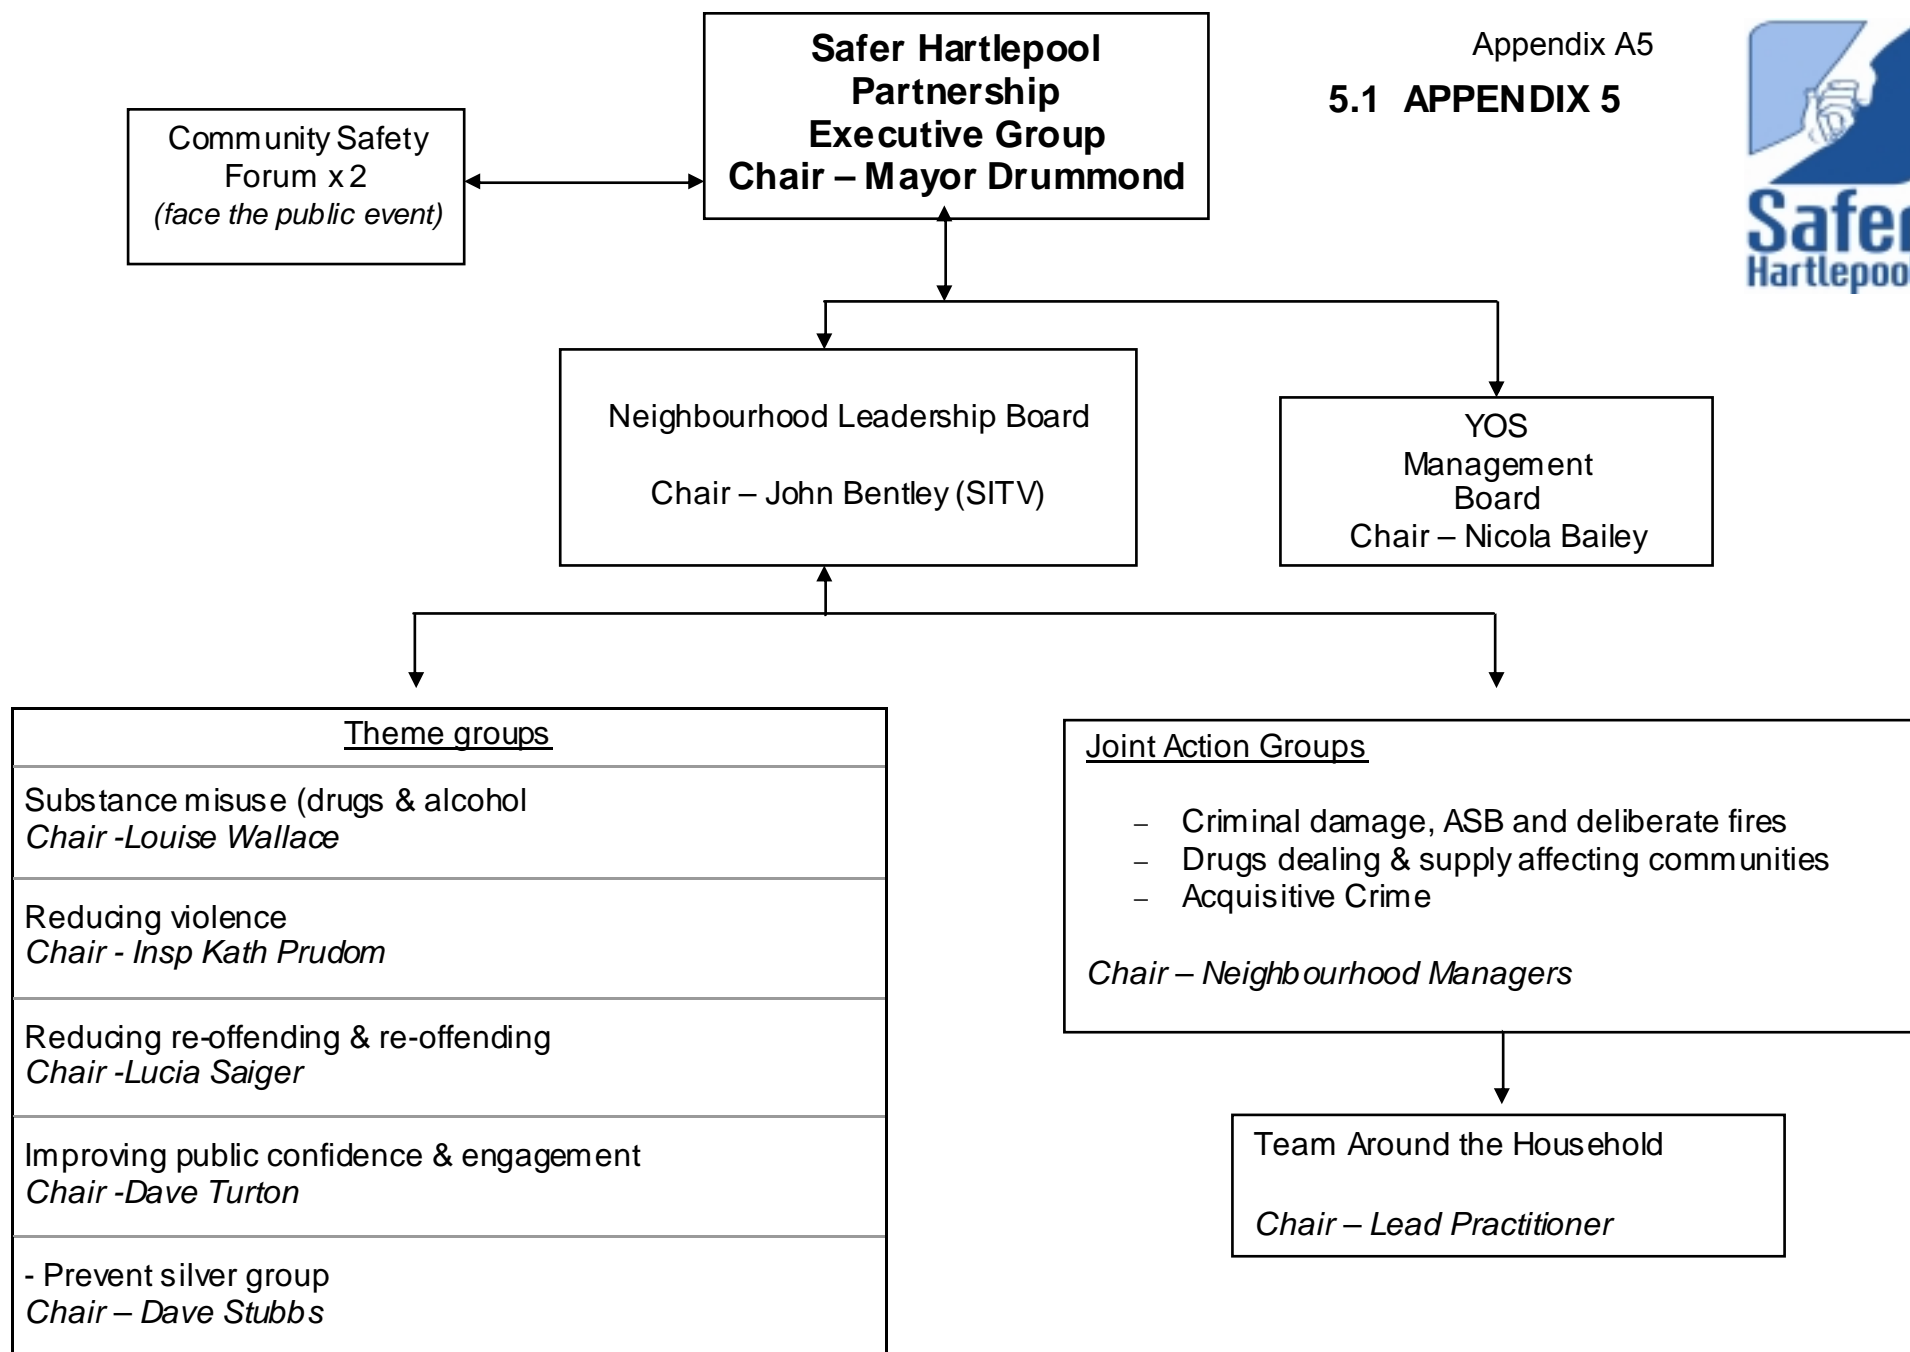 Appendix A5
5.1 APPENDIX 5
Safer
Hartlepool
Safer Hartlepool
Partnership
Executive Group
Chair – Mayor Drummond
Community Safety
Forum x 2
(face the public event)
Neighbourhood Leadership Board
Chair – John Bentley (SITV)
YOS
Management
Board
Chair – Nicola Bailey
Theme groups
Substance misuse (drugs & alcohol
Chair -Louise Wallace
Reducing violence
Chair - Insp Kath Prudom
Reducing re-offending & re-offending
Chair -Lucia Saiger
Improving public confidence & engagement
Chair -Dave Turton
- Prevent silver group
Chair – Dave Stubbs
Joint Action Groups
– Criminal damage, ASB and deliberate fires
– Drugs dealing & supply affecting communities
– Acquisitive Crime
Chair – Neighbourhood Managers
Team Around the Household
Chair – Lead Practitioner